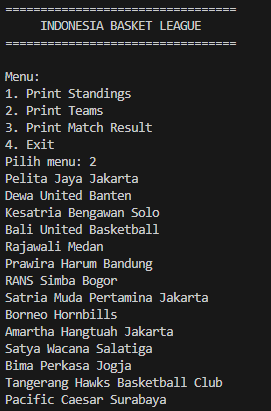 =================================
INDONESIA BASKET LEAGUE
=================================
Menu:
1. Print Standings
2. Print Teams
3. Print Match Result
4. Exit
Pilih menu: 2
Pelita Jaya Jakarta
Dewa United Banten
Kesatria Bengawan Solo
Bali United Basketball
Rajawali Medan
Prawira Harum Bandung
RANS Simba Bogor
Satria Muda Pertamina Jakarta
Borneo Hornbills
Amartha Hangtuah Jakarta
Satya Wacana Salatiga
Bima Perkasa Jogja
Tangerang Hawks Basketball Club
Pacific Caesar Surabaya